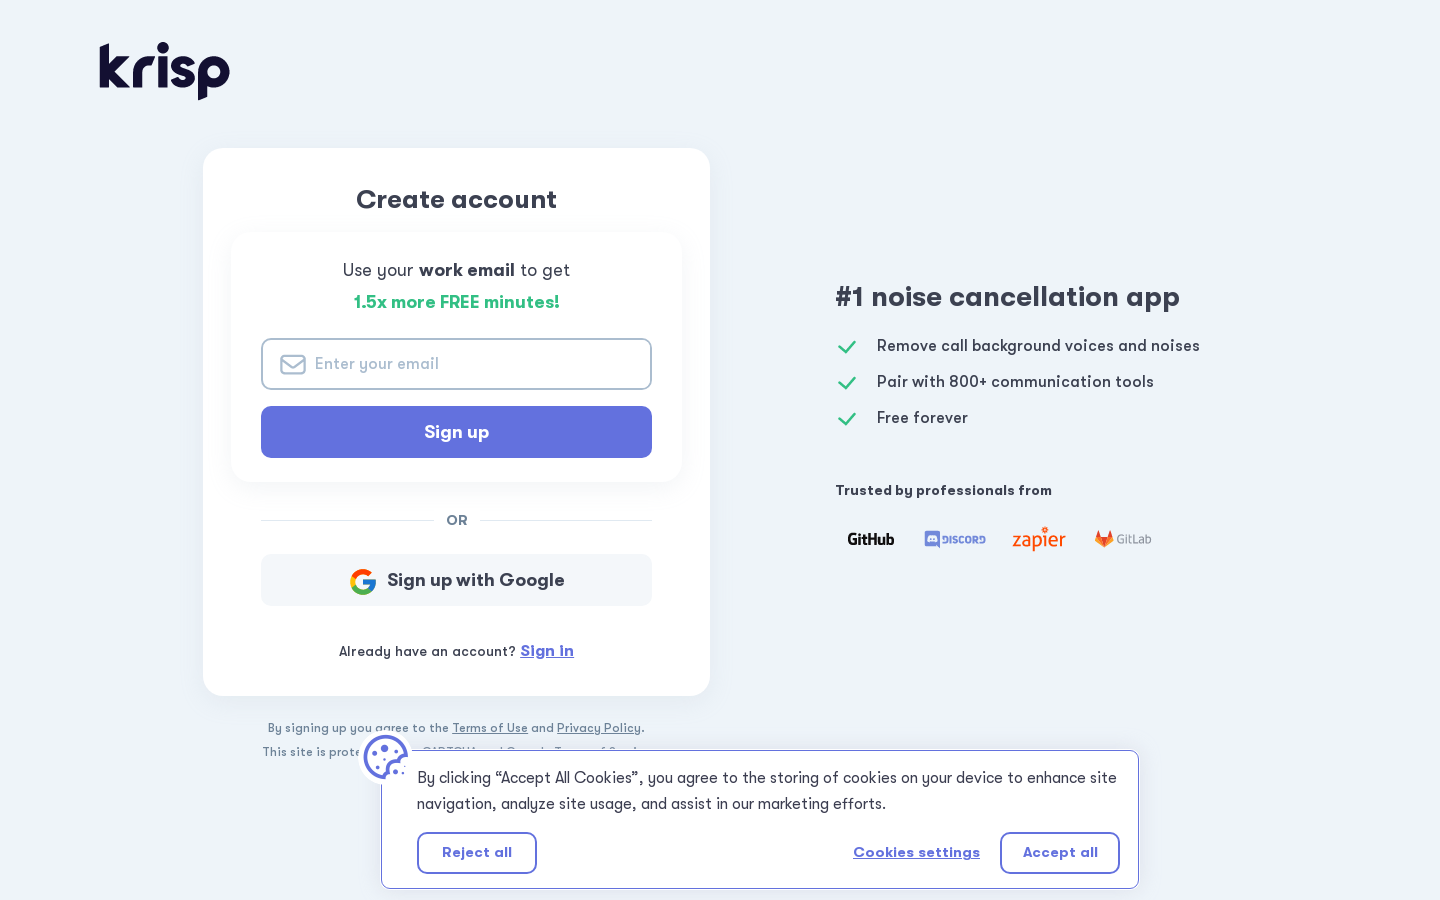 krisp
Create account
Use your work email to get
1.5x more FREE minutes!
Enter your email
Sign up
OR
Sign up with Google
Already have an account? Sign in
By signing up you agree to the Terms of Use and Privacy Policy.
This site is
#1 noise cancellation app
Remove call background voices and noises
Pair with 800+ communication tools
Free forever
Trusted by professionals from
GitHub
DISCORD
zapier
GitLab
By clicking “Accept All Cookies”, you agree to the storing of cookies on your device to enhance site
navigation, analyze site usage, and assist in our marketing efforts.
Reject all
Cookies settings
Accept all